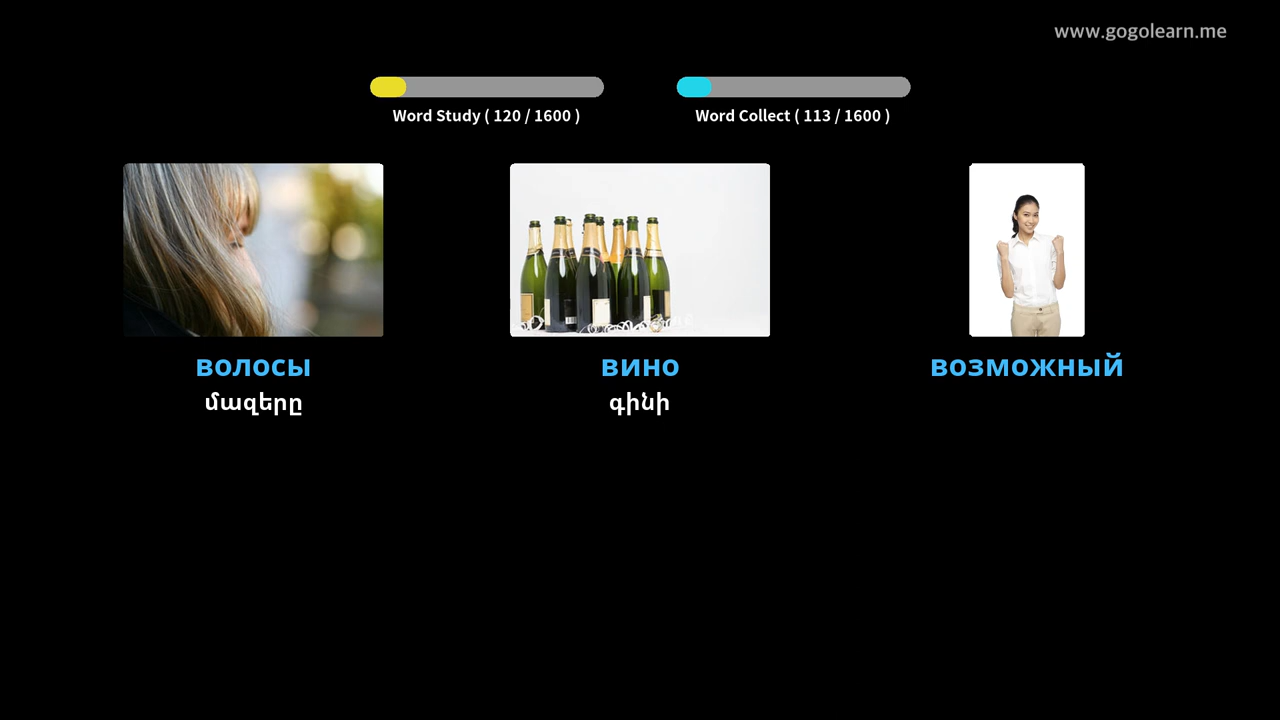 www.gogolearn.me
Word Study ( 120 / 1600 )
Word Collect ( 113 / 1600 )
волосы
մազերը
вино
գինի
возможный